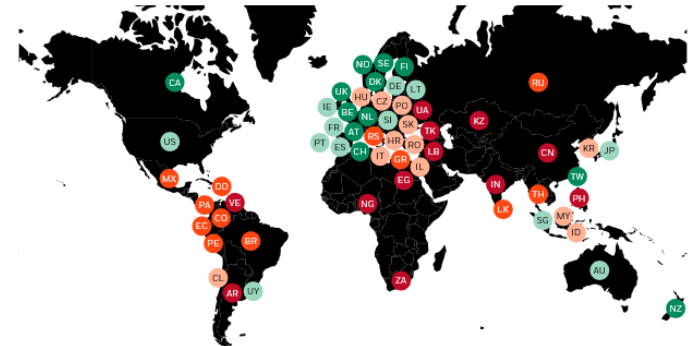 NO SE FI
CA
DK DE LT
RU
UK HU CZ PO
IE BE NL SI UA
KZ
FR AT RS HR SK TK
US
PT ES CH IT GR RO LB
CN
KR JP
IL
MX
EG
TW
DO
IN
TH
PA VE
NG
LK
PH
EC CO
SG MY
ID
PE BR
CL
AU
AR UY
ZA
NZ